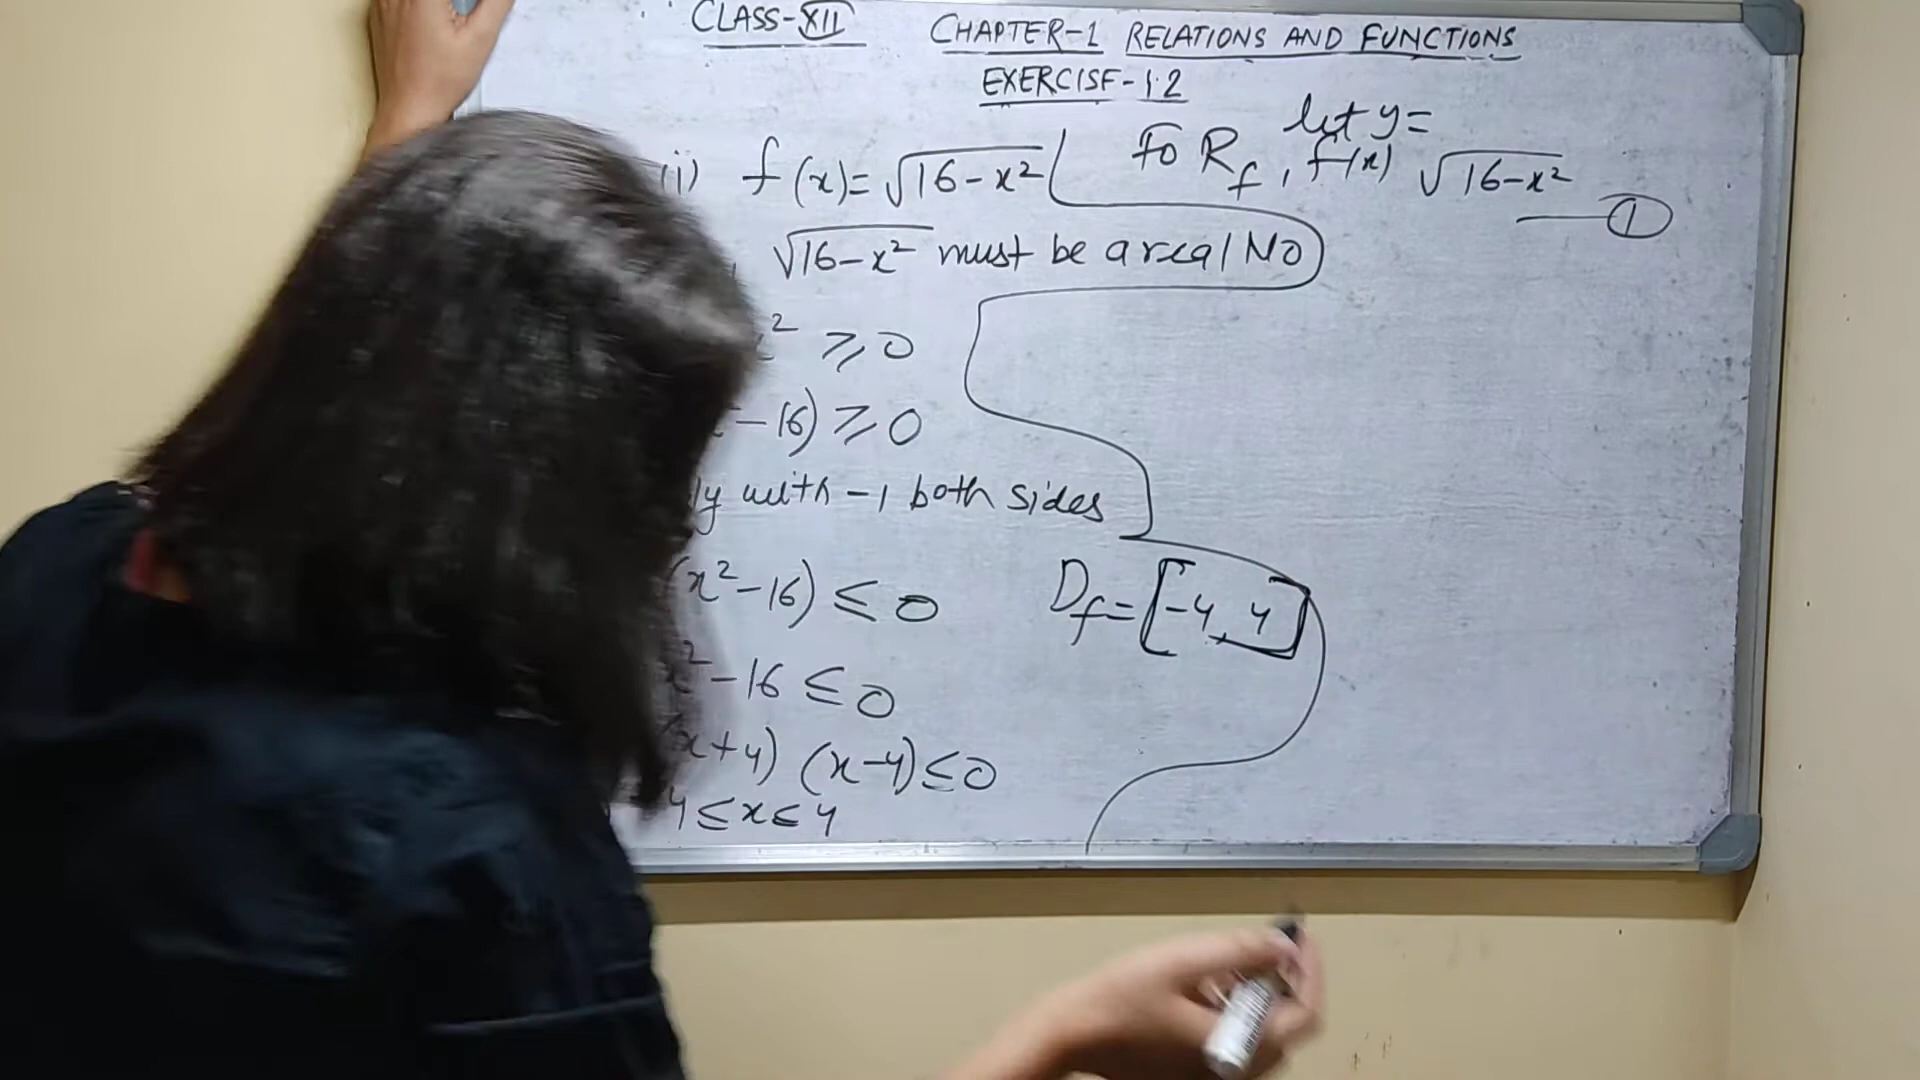 CLASS-XII CHAPTER-1 RELATIONS AND FUNCTIONS
EXERCISE-1.2
(i) f(x)=√16-x²
√16-x² must be a real No
² ≥0
-16) ≥0
ly with -1 both sides
(x²-16) ≤ 0
x²-16 ≤ 0
(x+4) (x-4)≤0
4≤x≤4
D_f = [-4, 4]
let y=
Fo R_f, f(x) √16-x²
—①